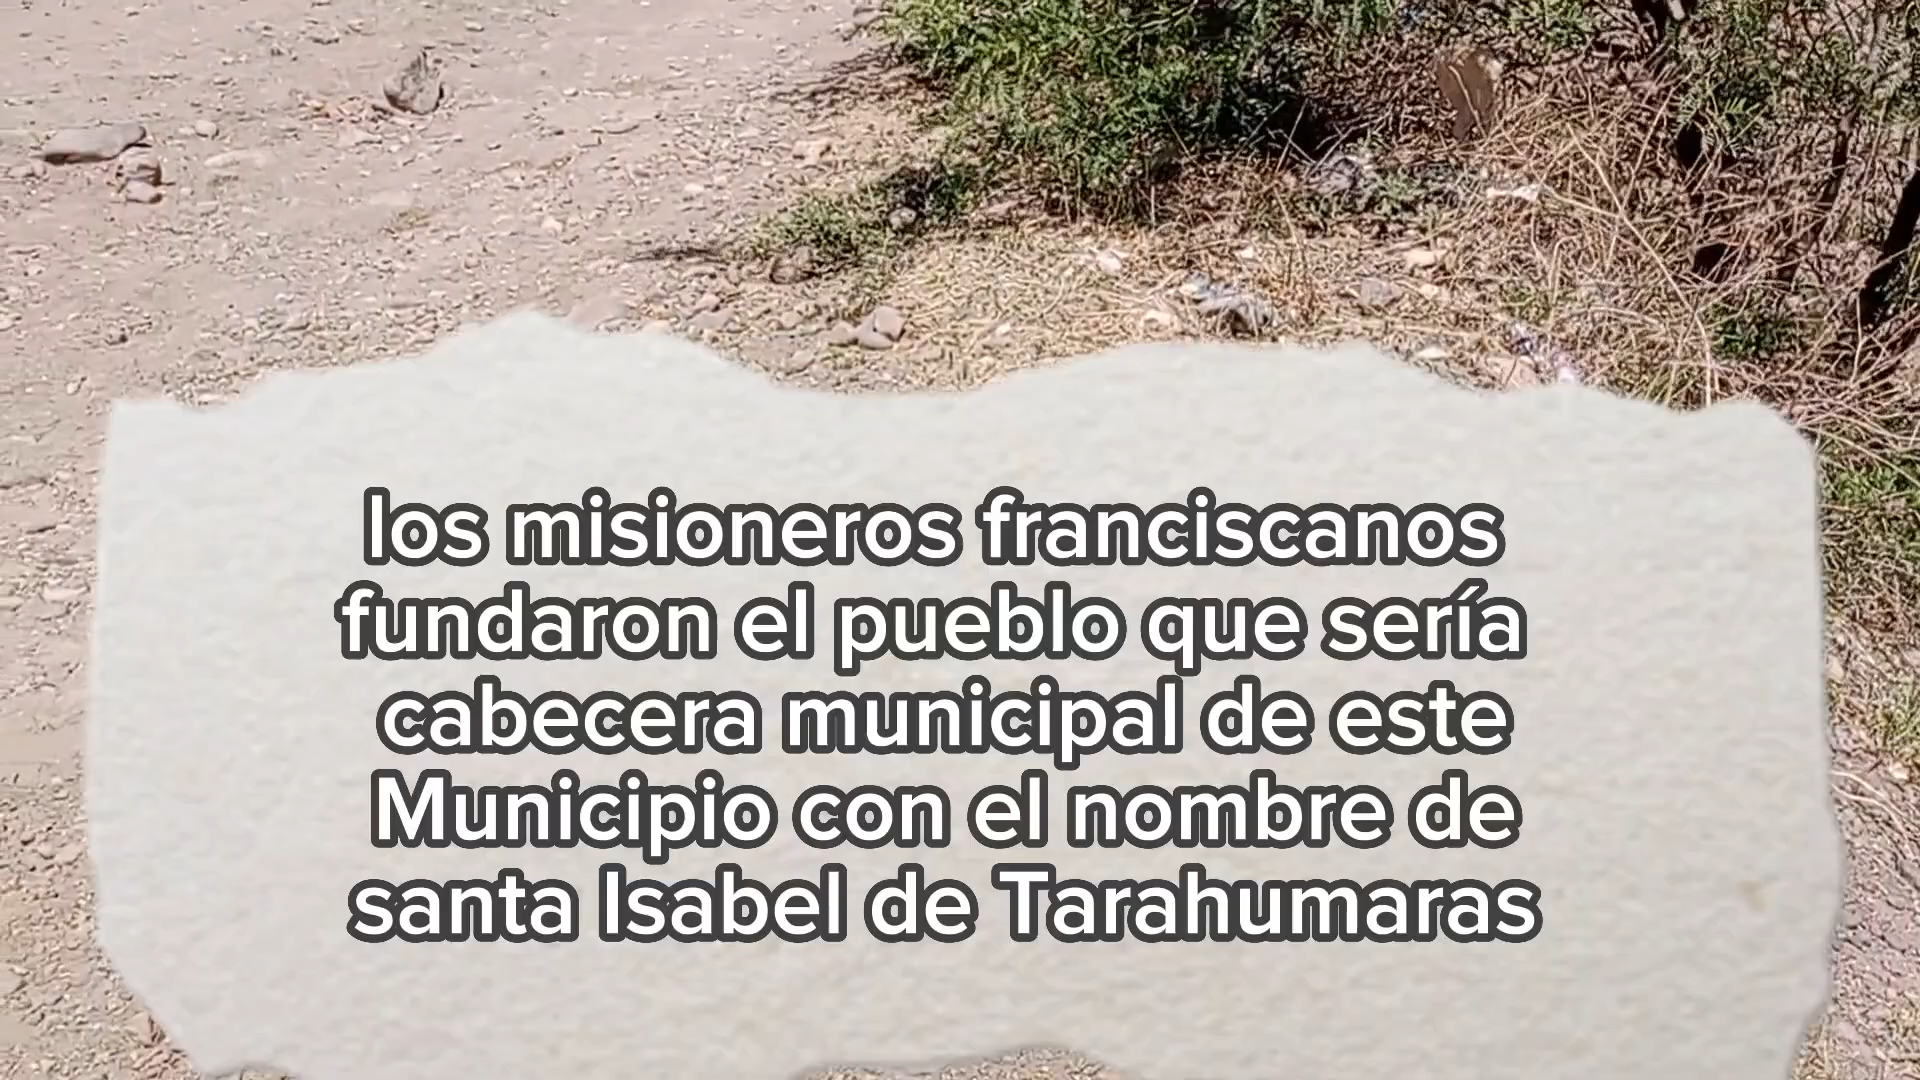 los misioneros franciscanos
fundaron el pueblo que sería
cabecera municipal de este
Municipio con el nombre de
santa Isabel de Tarahumaras